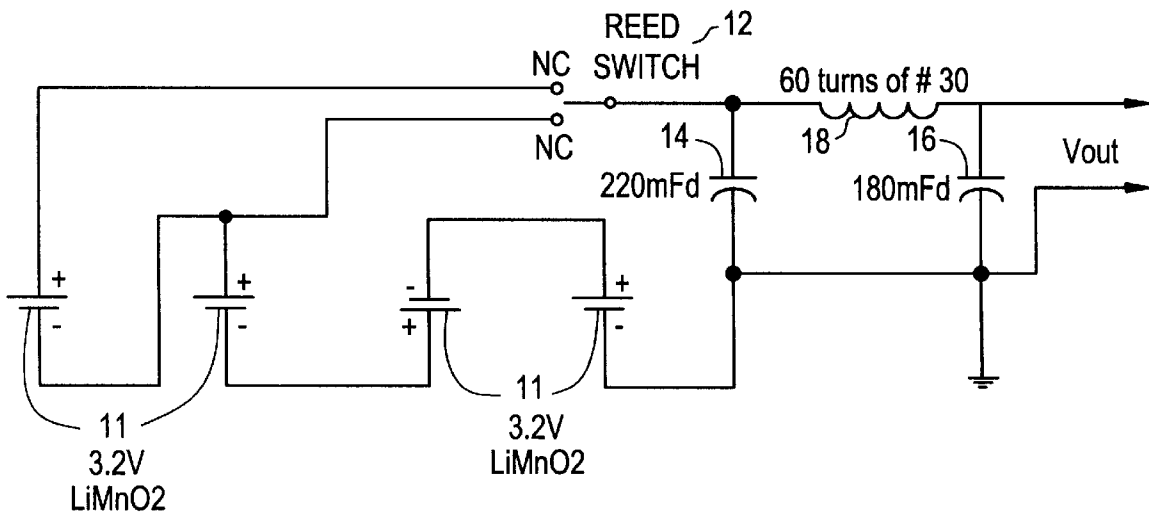 REED
SWITCH
12
NC
NC
60 turns of # 30
14
18
16
220mFd
180mFd
Vout
+
-
+
-
-
+
+
-
11
3.2V
LiMnO2
11
3.2V
LiMnO2